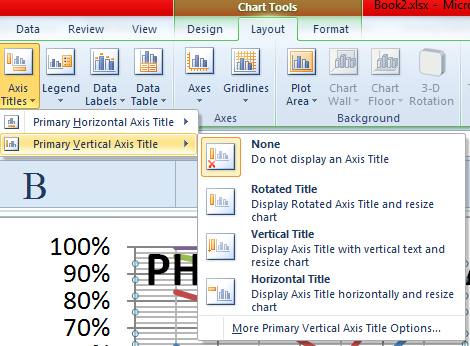 Chart Tools
Book2.xlsx - Micro
Design Layout Format
Axis Titles
Legend
Data Labels
Data Table
Axes
Gridlines
Plot Area
Chart Wall
Chart Floor
3-D Rotation
Axes
Background
Primary Horizontal Axis Title
Primary Vertical Axis Title
None
Do not display an Axis Title
Rotated Title
Display Rotated Axis Title and resize
chart
Vertical Title
Display Axis Title with vertical text and
resize chart
Horizontal Title
Display Axis Title horizontally and resize
chart
More Primary Vertical Axis Title Options...
B
100%
90%
80%
70%
PH